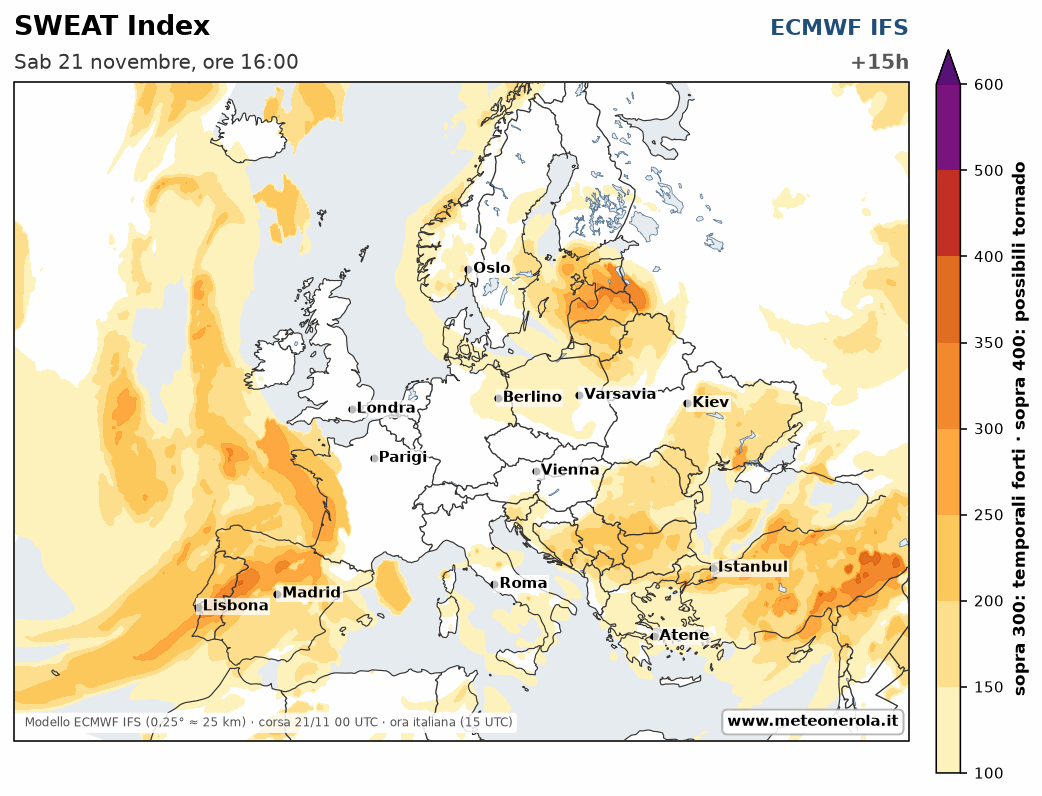 SWEAT Index
ECMWF IFS
Sab 21 novembre, ore 16:00
+15h
Oslo
Berlino
Varsavia
Kiev
Londra
Parigi
Vienna
Istanbul
Roma
Madrid
Lisbona
Atene
Modello ECMWF IFS (0,25° ≈ 25 km) · corsa 21/11 00 UTC · ora italiana (15 UTC)
www.meteonerola.it
600
500
400
350
300
250
200
150
100
sopra 300: temporali forti · sopra 400: possibili tornado